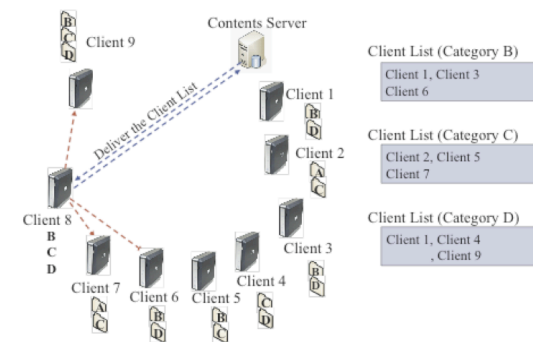 B
C
D
Client 9
Contents Server
Client List (Category B)
Client 1, Client 3
Client 6
Deliver the Client List
Client 1
B
D
Client 2
A
C
Client List (Category C)
Client 2, Client 5
Client 7
Client 8
B
C
D
Client 3
B
D
Client List (Category D)
Client 1, Client 4
, Client 9
Client 7
A
C
Client 6
B
D
Client 5
B
C
Client 4
C
D